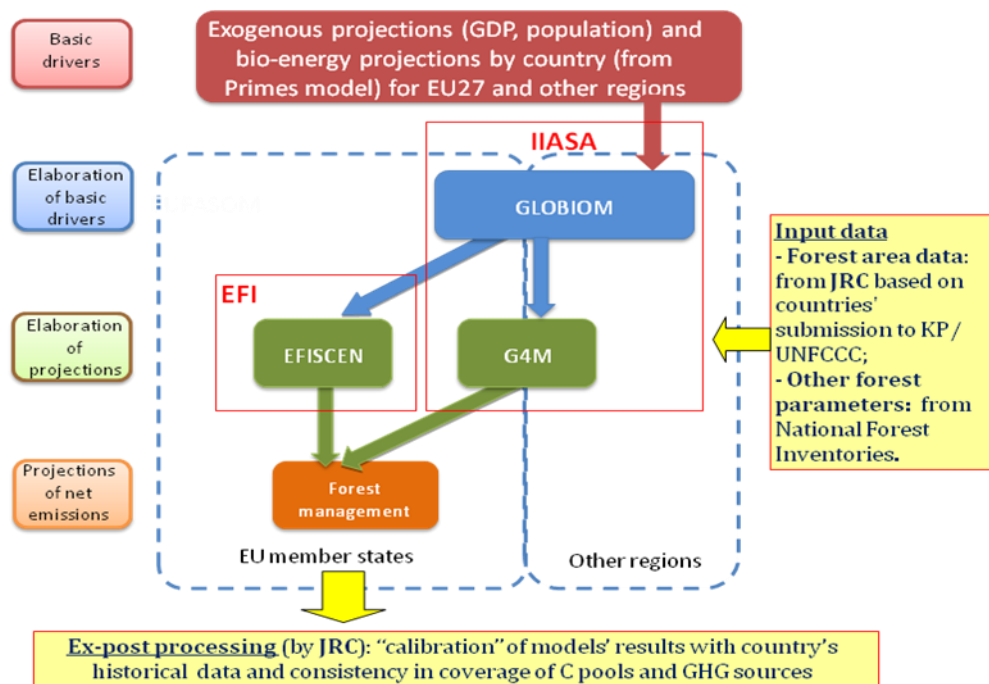 Basic
drivers
Exogenous projections (GDP, population) and
bio-energy projections by country (from
Primes model) for EU27 and other regions
IIASA
Elaboration
of basic
drivers
GLOBIOM
Input data
- Forest area data:
from JRC based on
countries'
submission to KP/
UNFCCC;
- Other forest
parameters: from
National Forest
Inventories.
EFI
Elaboration
of
projections
EFISCEN
G4M
Projections
of net
emissions
Forest
management
EU member states
Other regions
Ex-post processing (by JRC): "calibration" of models' results with country's
historical data and consistency in coverage of C pools and GHG sources